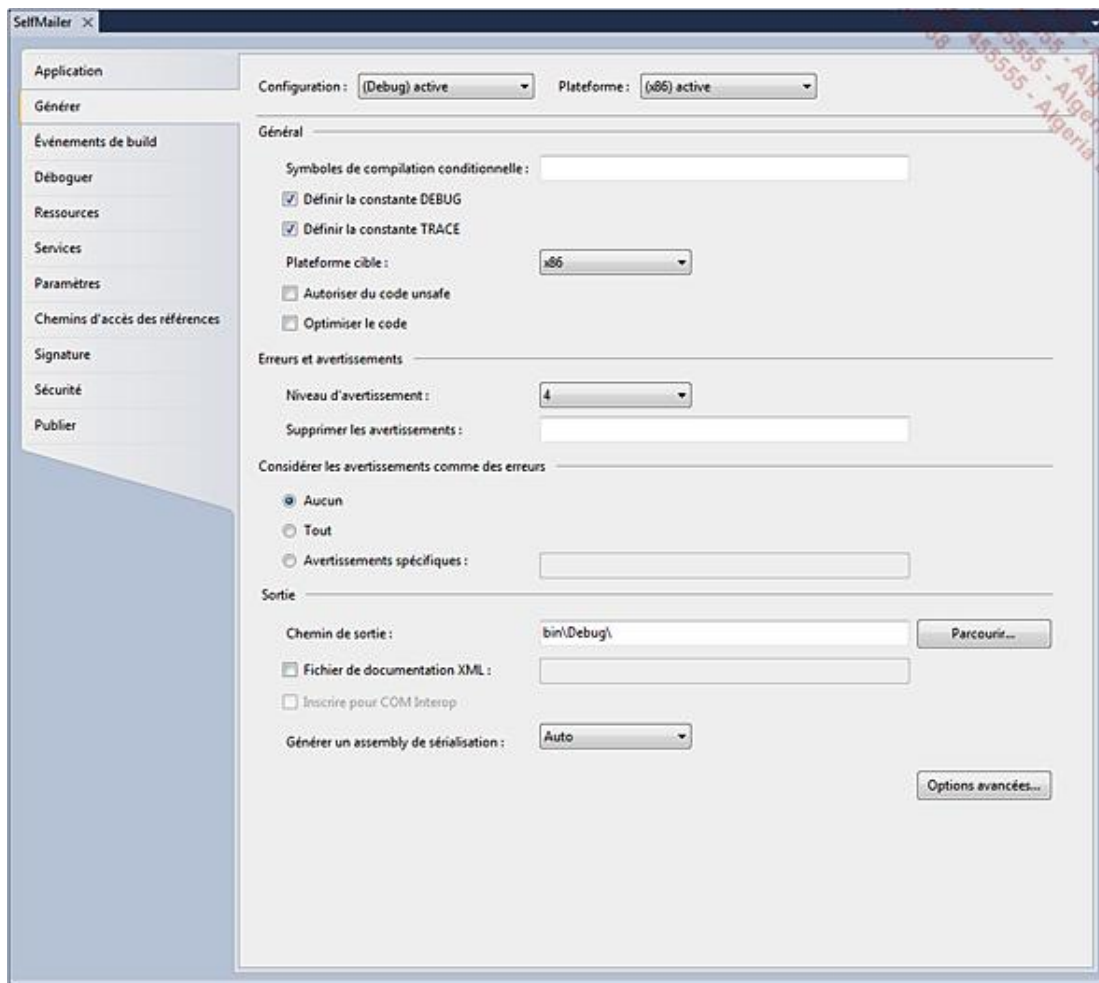 SelfMailer
Application
Générer
Événements de build
Déboguer
Ressources
Services
Paramètres
Chemins d'accès des références
Signature
Sécurité
Publier
Configuration : (Debug) active Plateforme : (x86) active
Général
Symboles de compilation conditionnelle :
Définir la constante DEBUG
Définir la constante TRACE
Plateforme cible : x86
Autoriser du code unsafe
Optimiser le code
Erreurs et avertissements
Niveau d'avertissement : 4
Supprimer les avertissements :
Considérer les avertissements comme des erreurs
Aucun
Tout
Avertissements spécifiques :
Sortie
Chemin de sortie : bin\Debug\ Parcourir...
Fichier de documentation XML :
Inscrire pour COM Interop
Générer un assembly de sérialisation : Auto
Options avancées...
455555 - Algeria